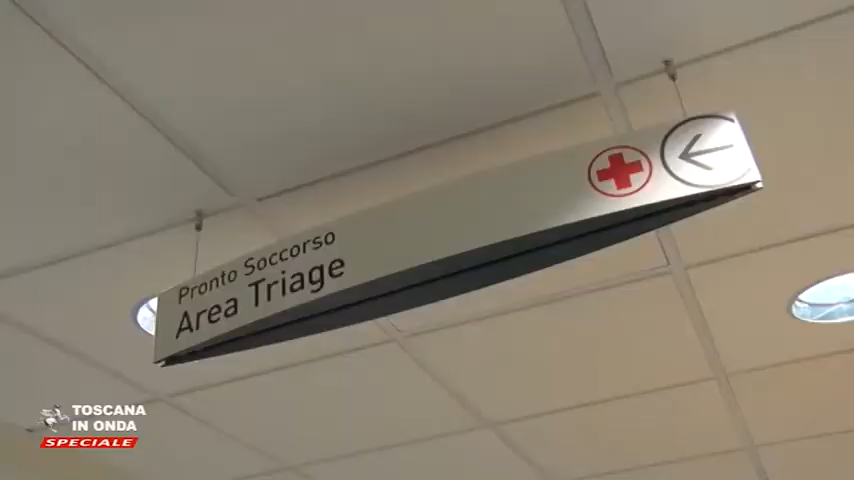 Pronto Soccorso
Area Triage
TOSCANA
IN ONDA
SPECIALE